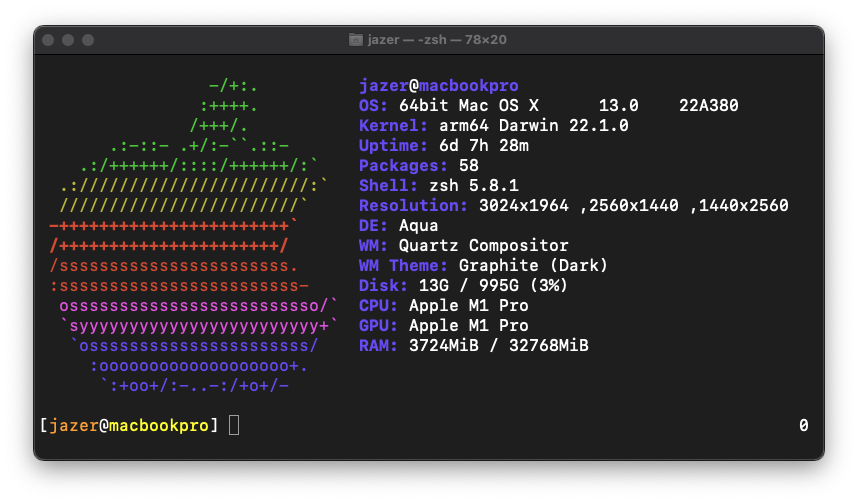 jazer — -zsh — 78×20
                 -/+:.          jazer@macbookpro
                :++++.          OS: 64bit Mac OS X      13.0    22A380
               /+++/.           Kernel: arm64 Darwin 22.1.0
       .:-::- .+/:-``.::-       Uptime: 6d 7h 28m
    .:/++++++/::::/++++++/:`    Packages: 58
  .:///////////////////////:`   Shell: zsh 5.8.1
  ////////////////////////`     Resolution: 3024x1964 ,2560x1440 ,1440x2560
 -+++++++++++++++++++++++`      DE: Aqua
 /++++++++++++++++++++++/       WM: Quartz Compositor
 /sssssssssssssssssssssss.      WM Theme: Graphite (Dark)
 :ssssssssssssssssssssssss-     Disk: 13G / 995G (3%)
  osssssssssssssssssssssssso/`  CPU: Apple M1 Pro
  `syyyyyyyyyyyyyyyyyyyyyyyy+`  GPU: Apple M1 Pro
   `ossssssssssssssssssssss/    RAM: 3724MiB / 32768MiB
     :ooooooooooooooooooo+.
      `:+oo+/:-..-:/+o+/-
[jazer@macbookpro] 0